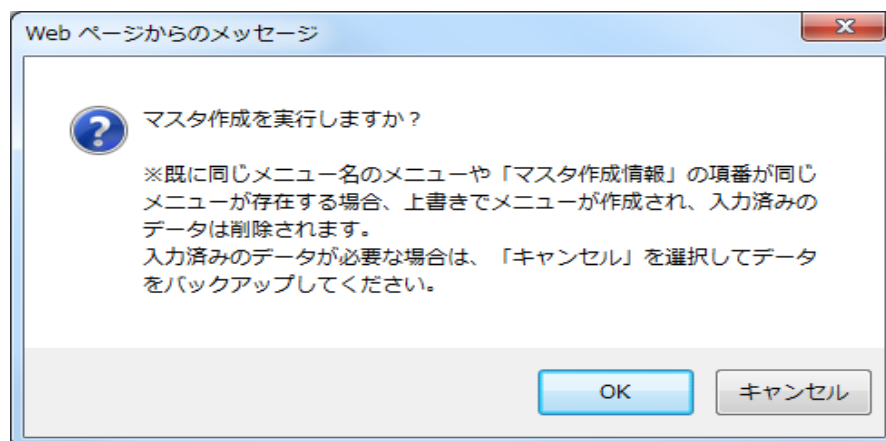 Web ページからのメッセージ
マスタ作成を実行しますか？
※既に同じメニュー名のメニューや「マスタ作成情報」の項番が同じ
メニューが存在する場合、上書きでメニューが作成され、入力済みの
データは削除されます。
入力済みのデータが必要な場合は、「キャンセル」を選択してデータ
をバックアップしてください。
OK
キャンセル